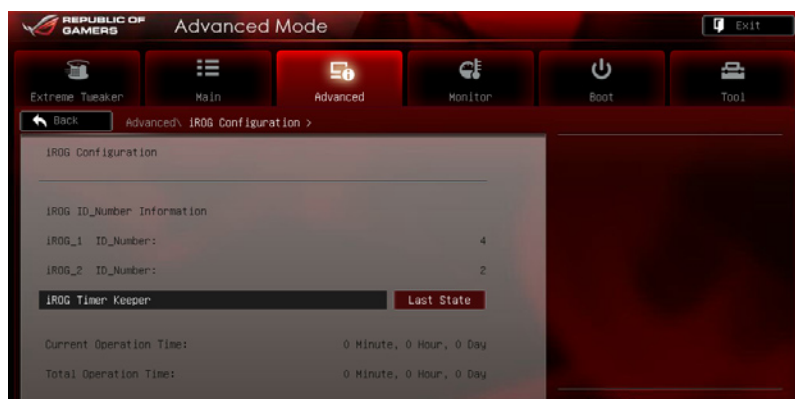 REPUBLIC OF
GAMERS
Advanced Mode
Exit
Extreme Tweaker
Main
Advanced
Monitor
Boot
Tool
Back
Advanced\ iROG Configuration >
iROG Configuration
iROG ID_Number Information
iROG_1 ID_Number: 4
iROG_2 ID_Number: 2
iROG Timer Keeper Last State
Current Operation Time: 0 Minute, 0 Hour, 0 Day
Total Operation Time: 0 Minute, 0 Hour, 0 Day